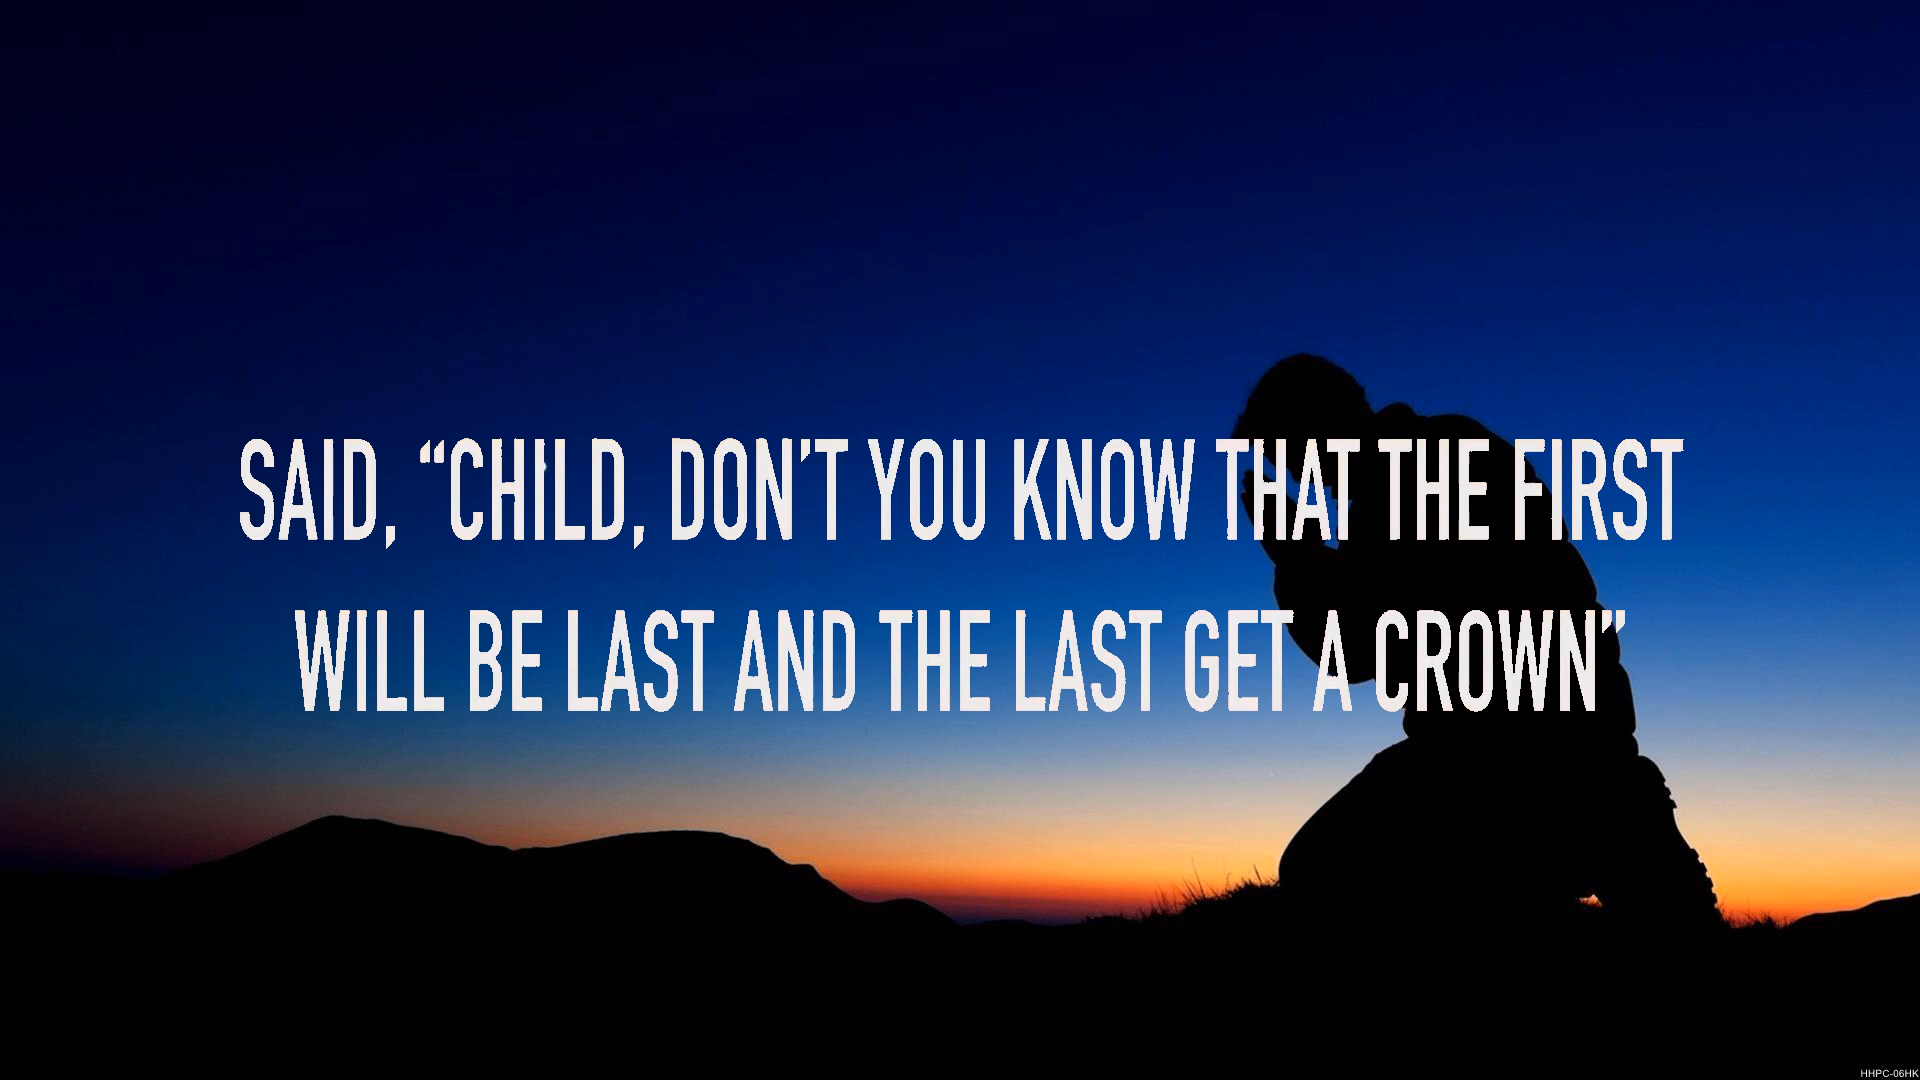 SAID, “CHILD, DON’T YOU KNOW THAT THE FIRST
WILL BE LAST AND THE LAST GET A CROWN”
HHPC-06HK